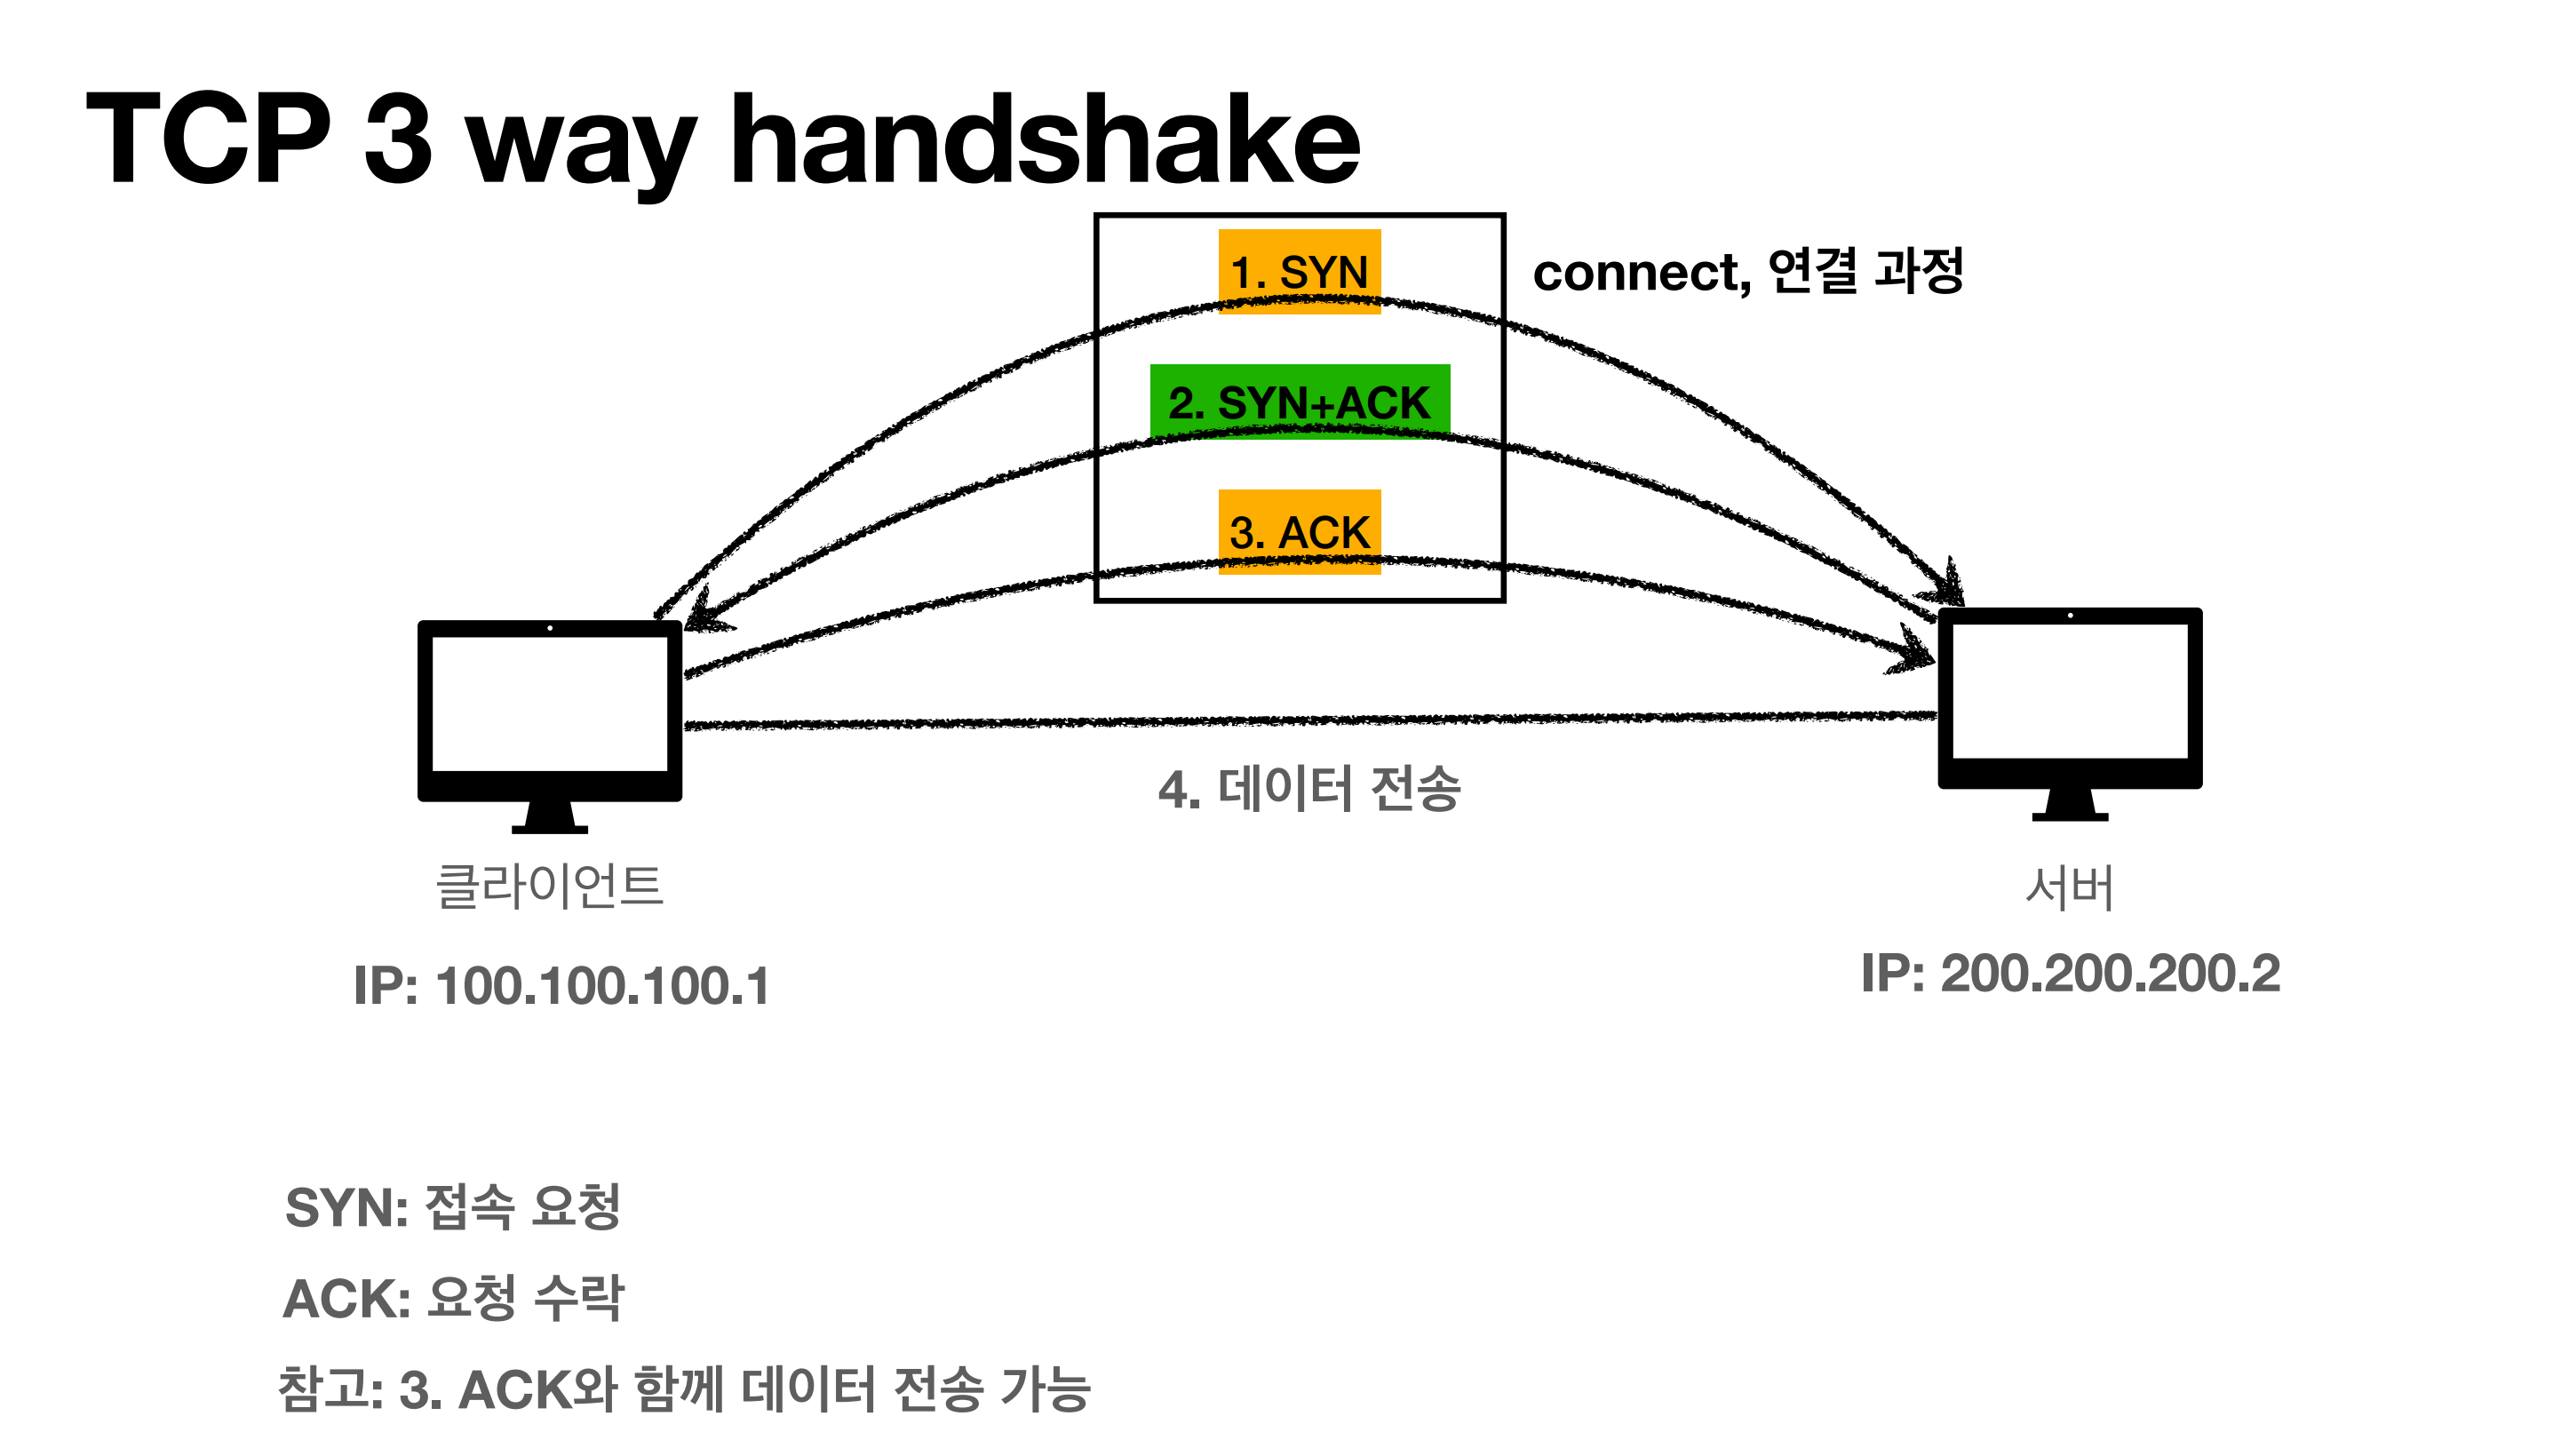 TCP 3 way handshake
1. SYN
connect, 연결 과정
2. SYN+ACK
3. ACK
4. 데이터 전송
클라이언트
서버
IP: 100.100.100.1
IP: 200.200.200.2
SYN: 접속 요청
ACK: 요청 수락
참고: 3. ACK와 함께 데이터 전송 가능